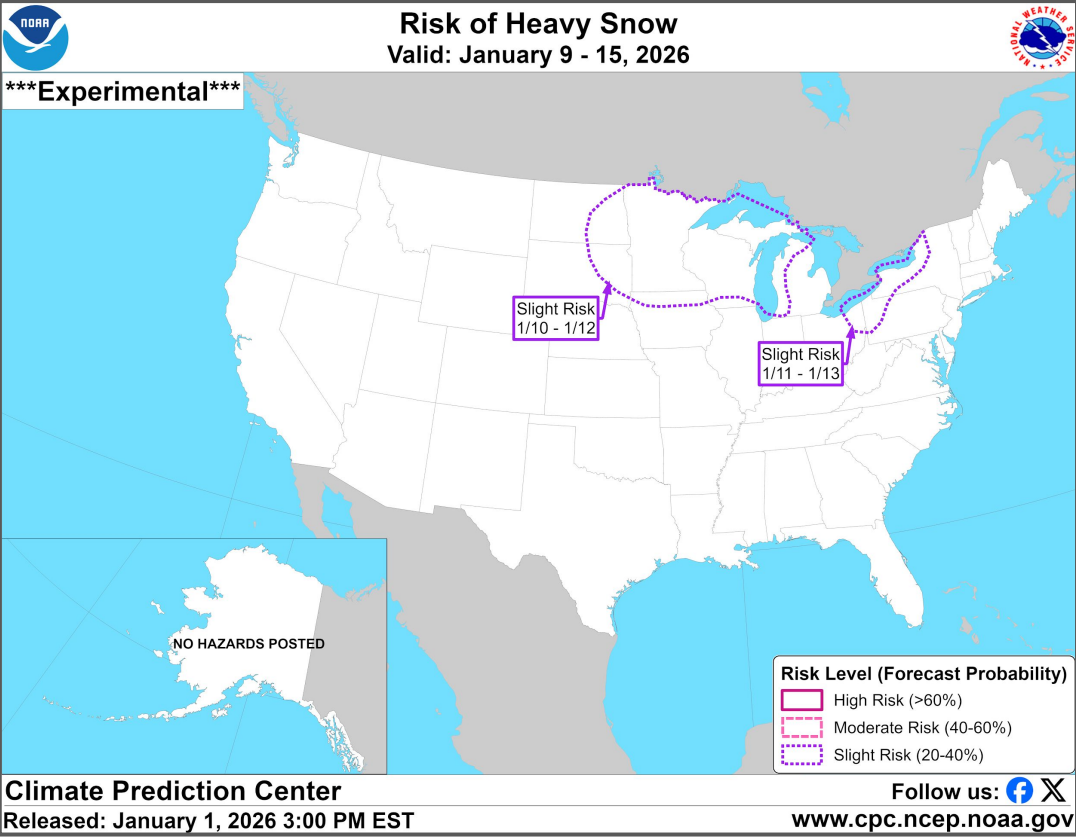 NOAA
Risk of Heavy Snow
Valid: January 9 - 15, 2026
NATIONAL WEATHER SERVICE
***Experimental***
Slight Risk
1/10 - 1/12
Slight Risk
1/11 - 1/13
NO HAZARDS POSTED
Risk Level (Forecast Probability)
High Risk (>60%)
Moderate Risk (40-60%)
Slight Risk (20-40%)
Climate Prediction Center
Follow us:
Released: January 1, 2026 3:00 PM EST
www.cpc.ncep.noaa.gov